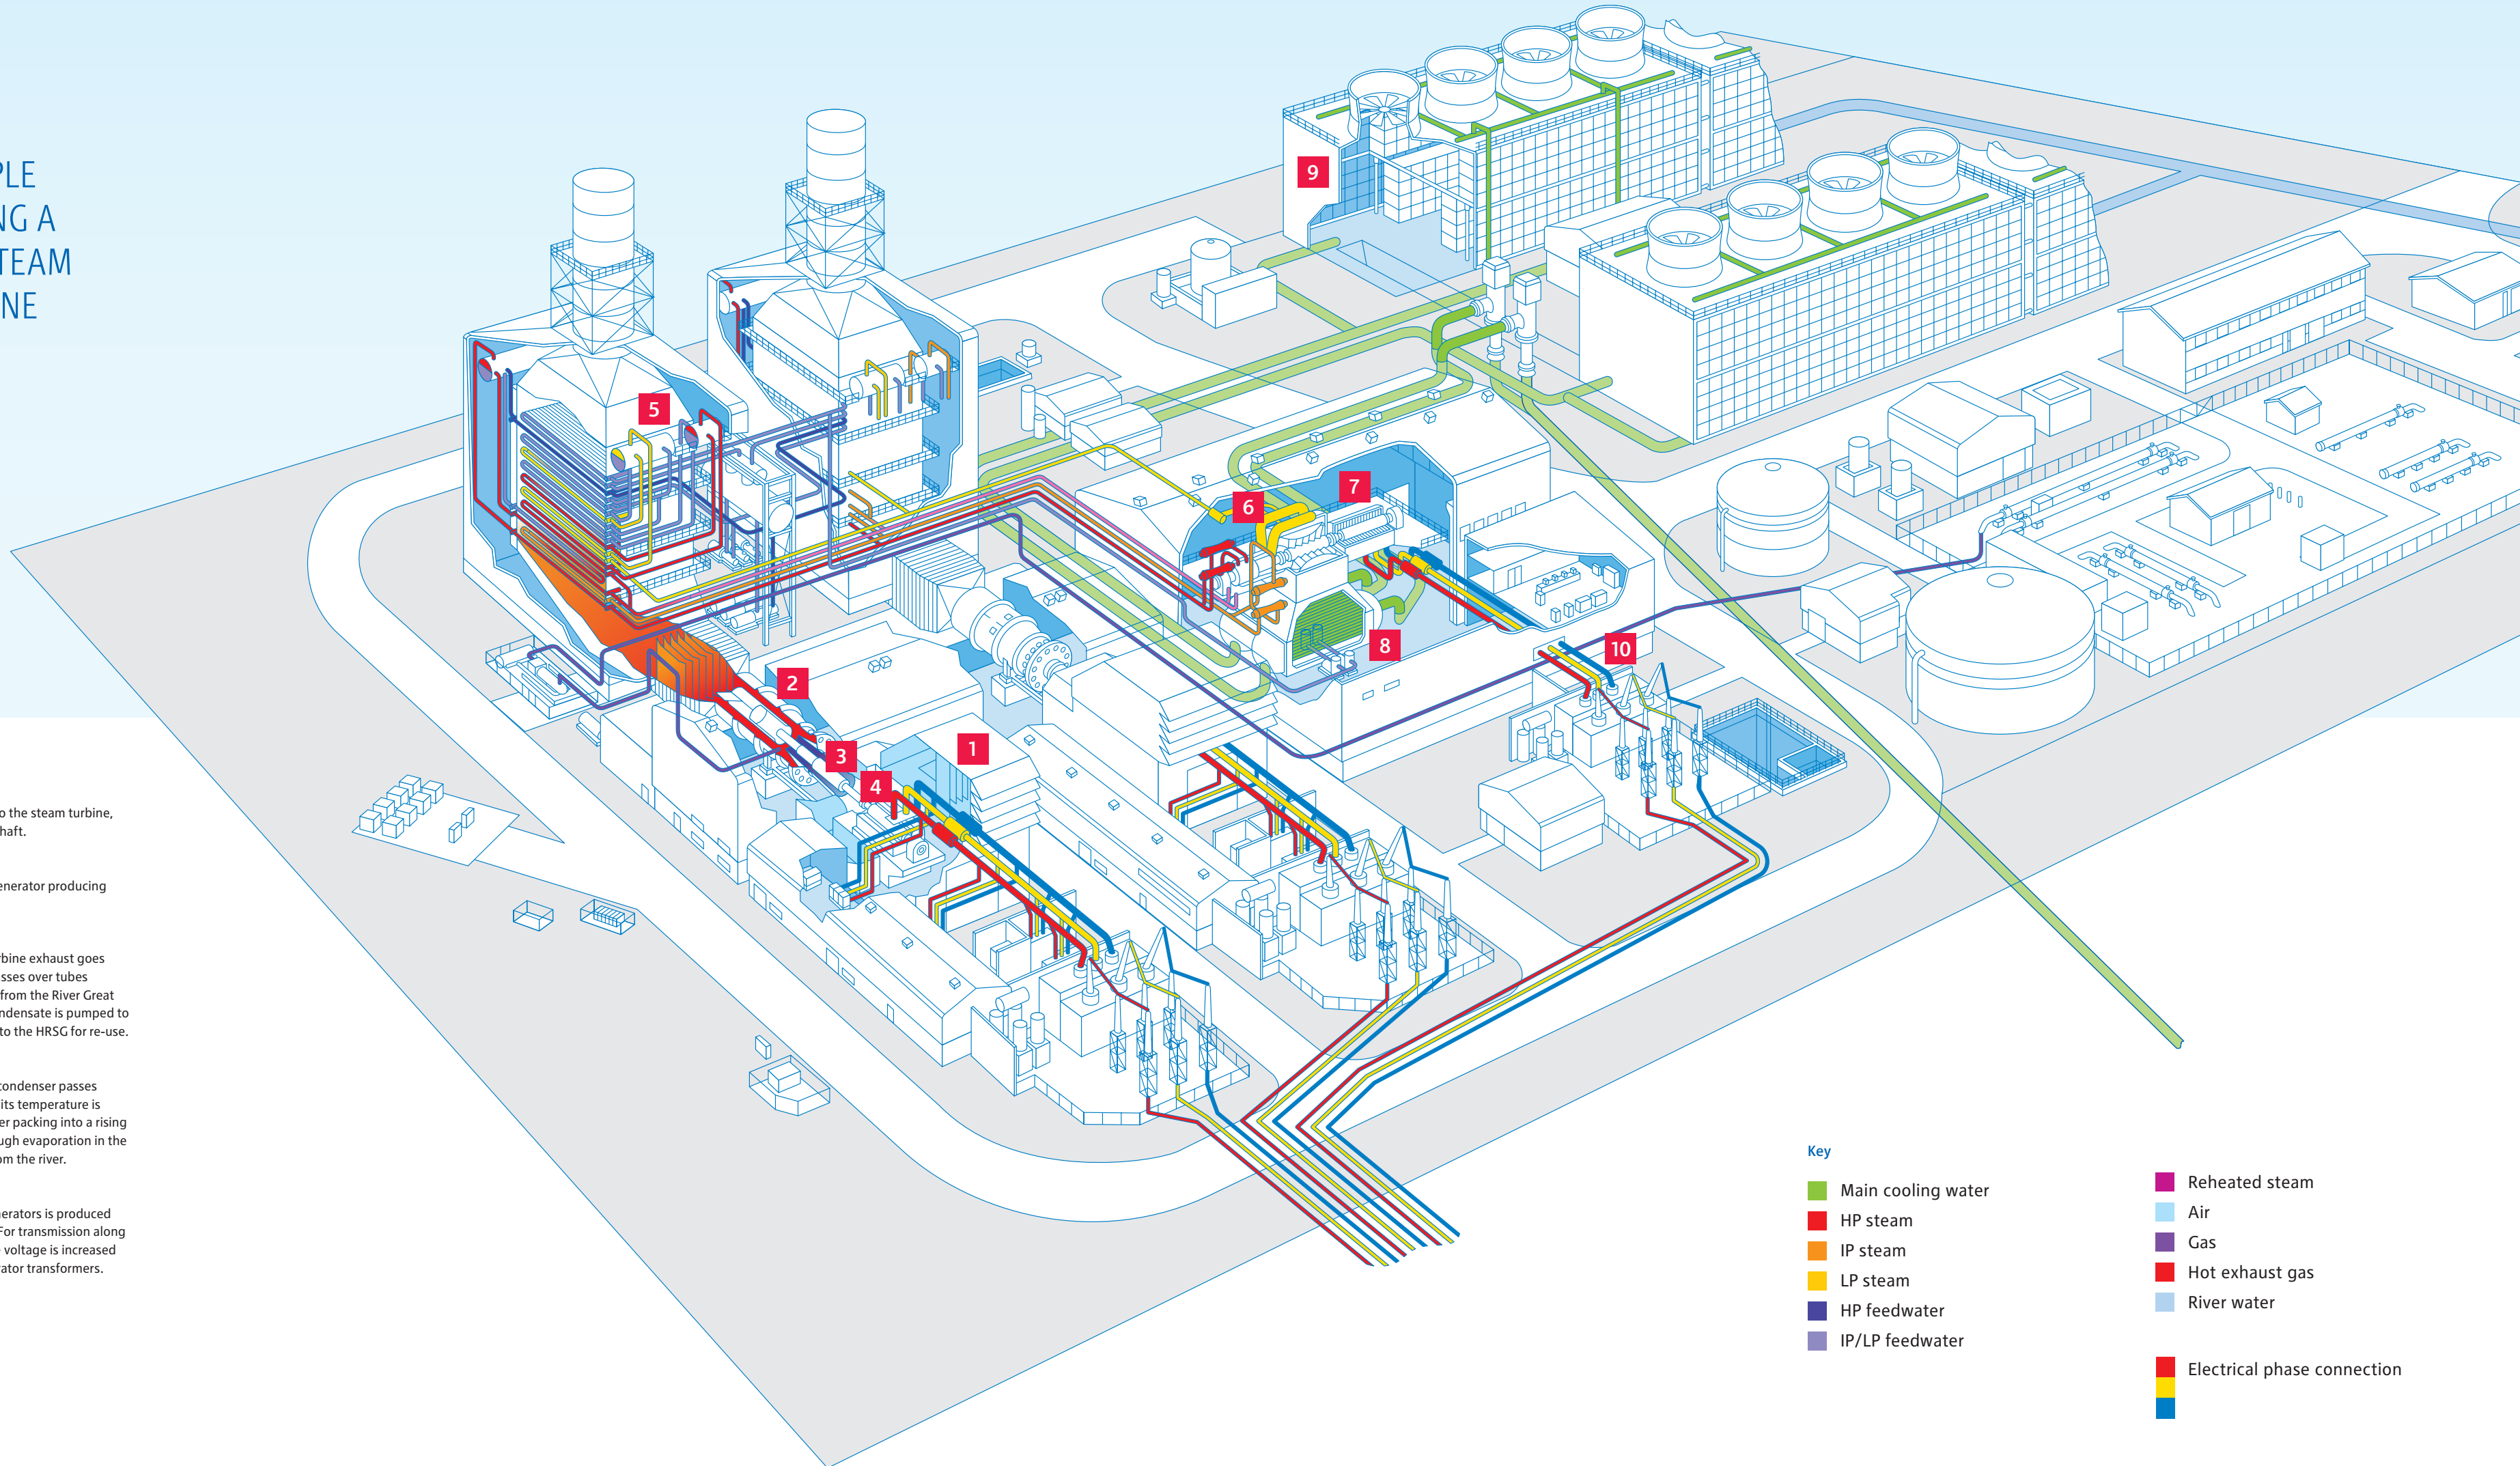 PLE
NG A
TEAM
NE
o the steam turbine,
haft.
enerator producing
rbine exhaust goes
sses over tubes
from the River Great
ndensate is pumped to
to the HRSG for re-use.
condenser passes
its temperature is
er packing into a rising
ugh evaporation in the
om the river.
nerators is produced
For transmission along
voltage is increased
ator transformers.
9
5
7
6
8
10
2
1
3
4
Key
Main cooling water
HP steam
IP steam
LP steam
HP feedwater
IP/LP feedwater
Reheated steam
Air
Gas
Hot exhaust gas
River water
Electrical phase connection